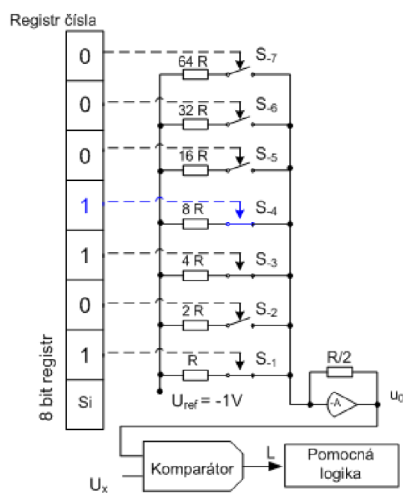 Registr čísla
0
64 R
S-7
0
32 R
S-6
0
16 R
S-5
1
8 R
S-4
1
4 R
S-3
0
2 R
S-2
1
R
S-1
R/2
8 bit registr
Si
Uref = -1V
-A
u0
Ux
Komparátor
L
Pomocná
logika